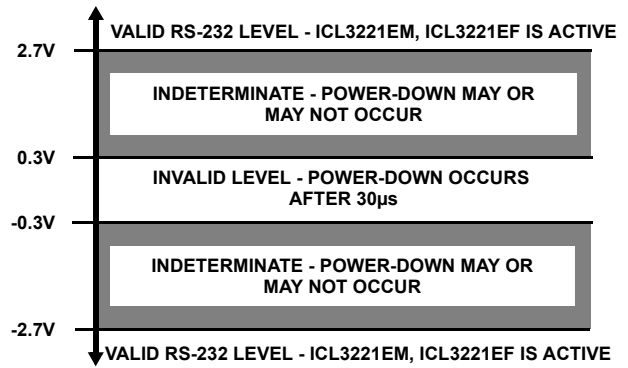 VALID RS-232 LEVEL - ICL3221EM, ICL3221EF IS ACTIVE
2.7V
INDETERMINATE - POWER-DOWN MAY OR
MAY NOT OCCUR
0.3V
INVALID LEVEL - POWER-DOWN OCCURS
AFTER 30µs
-0.3V
INDETERMINATE - POWER-DOWN MAY OR
MAY NOT OCCUR
-2.7V
VALID RS-232 LEVEL - ICL3221EM, ICL3221EF IS ACTIVE